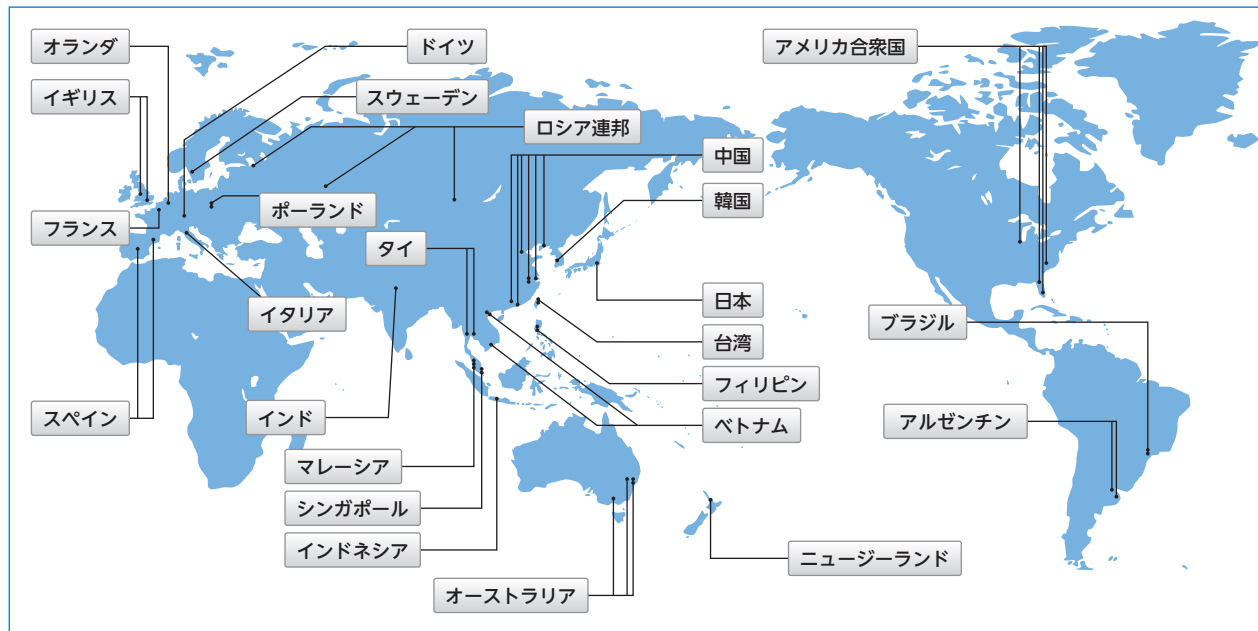 オランダ
ドイツ
アメリカ合衆国
イギリス
スウェーデン
ロシア連邦
中国
韓国
ポーランド
フランス
タイ
日本
イタリア
ブラジル
台湾
フィリピン
スペイン
インド
ベトナム
アルゼンチン
マレーシア
シンガポール
インドネシア
ニュージーランド
オーストラリア